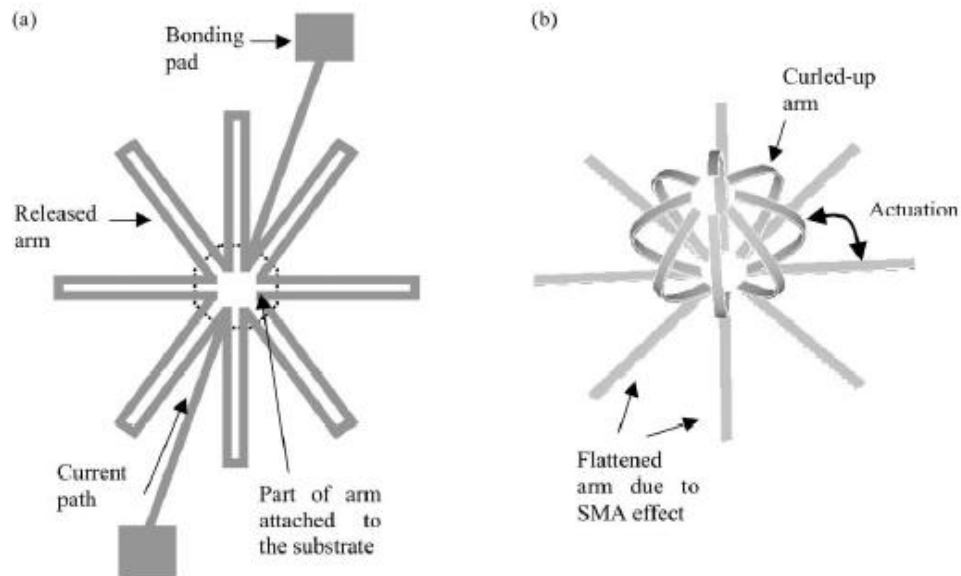 (a)
Bonding
pad
Released
arm
Current
path
Part of arm
attached to
the substrate
(b)
Curled-up
arm
Actuation
Flattened
arm due to
SMA effect